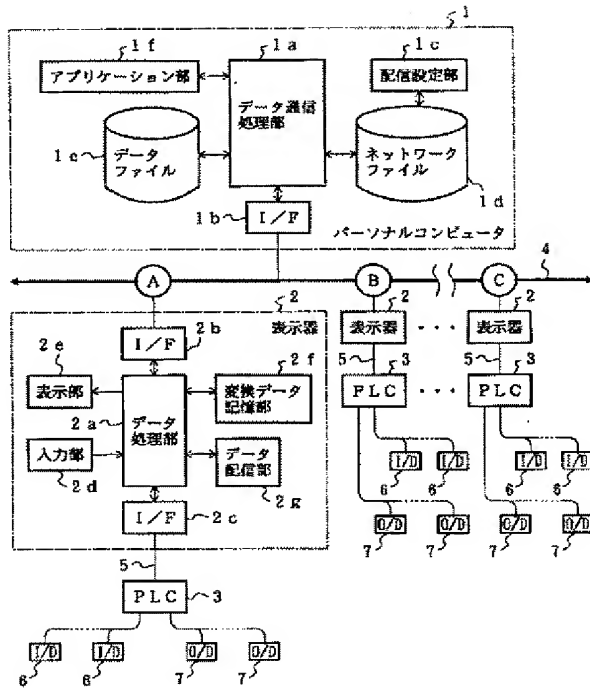 1
1f
1a
1c
アプリケーション部
データ通信
処理部
配信設定部
1e
データ
ファイル
ネットワーク
ファイル
1d
1b
I/F
パーソナルコンピュータ
4
A
B
C
2
表示器
2b
I/F
2e
2f
表示部
変換データ
記憶部
2a
データ
処理部
入力部
2d
データ
配信部
2g
I/F
2c
5
PLC
3
I/D
I/D
O/D
O/D
6
6
7
7
2
2
表示器
・・・
表示器
5
3
5
3
PLC
・・・
PLC
I/D
I/D
I/D
I/D
6
6
6
6
O/D
O/D
O/D
O/D
7
7
7
7